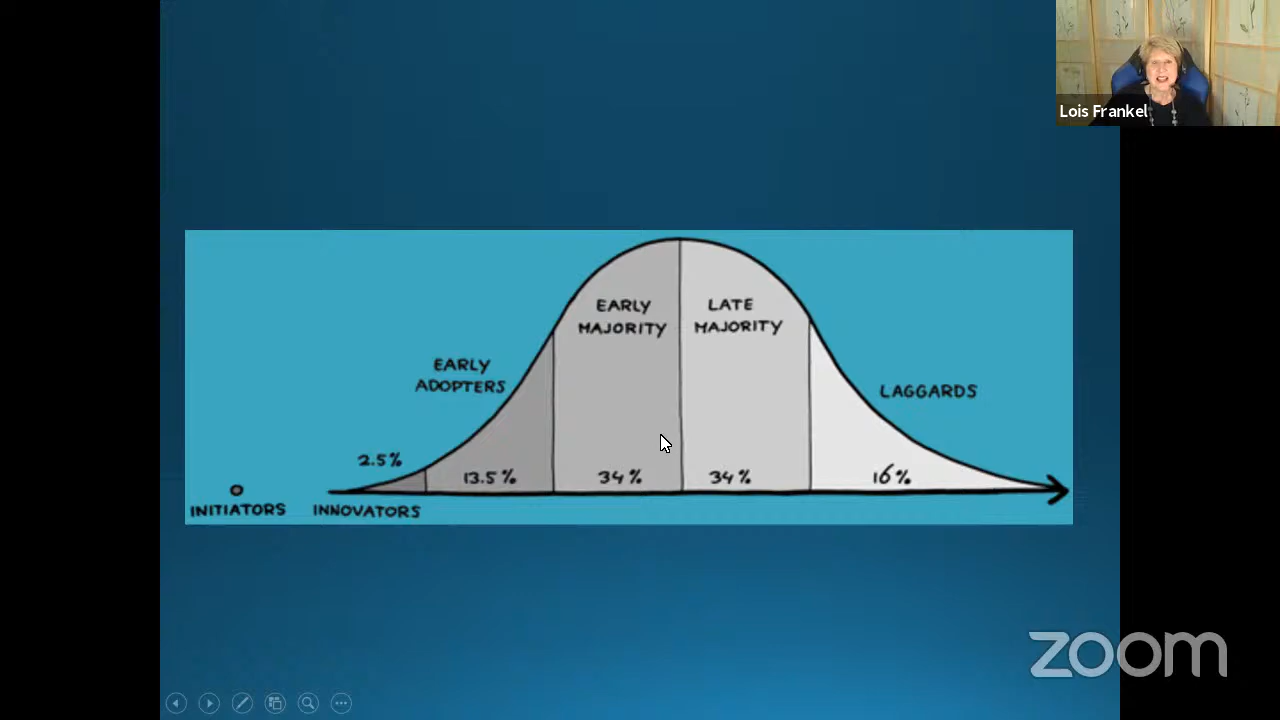 Lois Frankel
EARLY
MAJORITY
LATE
MAJORITY
EARLY
ADOPTERS
LAGGARDS
2.5%
13.5%
34%
34%
16%
INITIATORS
INNOVATORS
zoom